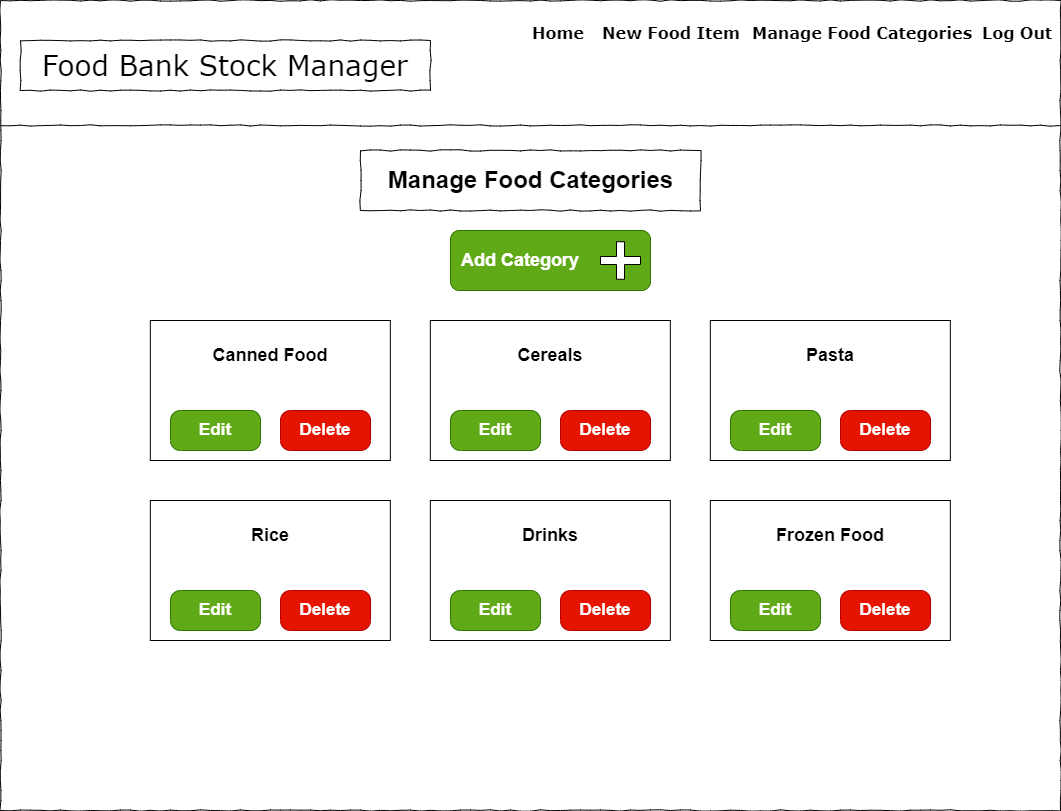 Home New Food Item Manage Food Categories Log Out
Food Bank Stock Manager
Manage Food Categories
Add Category
Canned Food Cereals Pasta
Edit Delete Edit Delete Edit Delete
Rice Drinks Frozen Food
Edit Delete Edit Delete Edit Delete